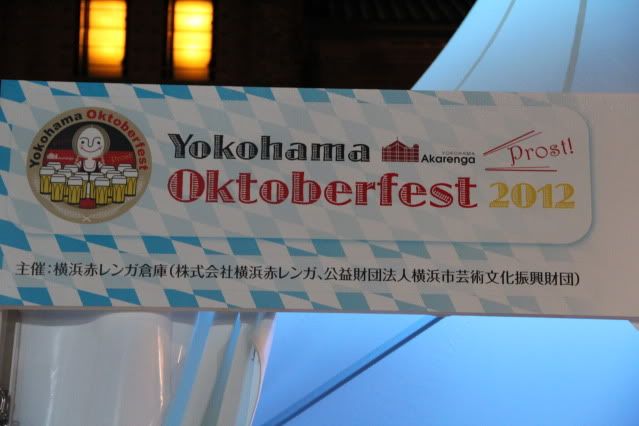 Yokohama Oktoberfest
Prost!
Yokohama
YOKOHAMA
Akarenga
Prost!
Oktoberfest 2012
主催：横浜赤レンガ倉庫(株式会社横浜赤レンガ、公益財団法人横浜市芸術文化振興財団)